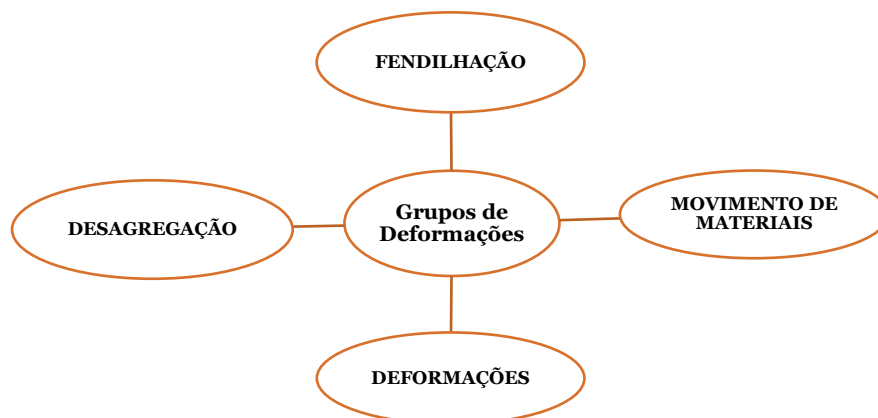 FENDILHAÇÃO
DESAGREGAÇÃO
Grupos de
Deformações
MOVIMENTO DE
MATERIAIS
DEFORMAÇÕES